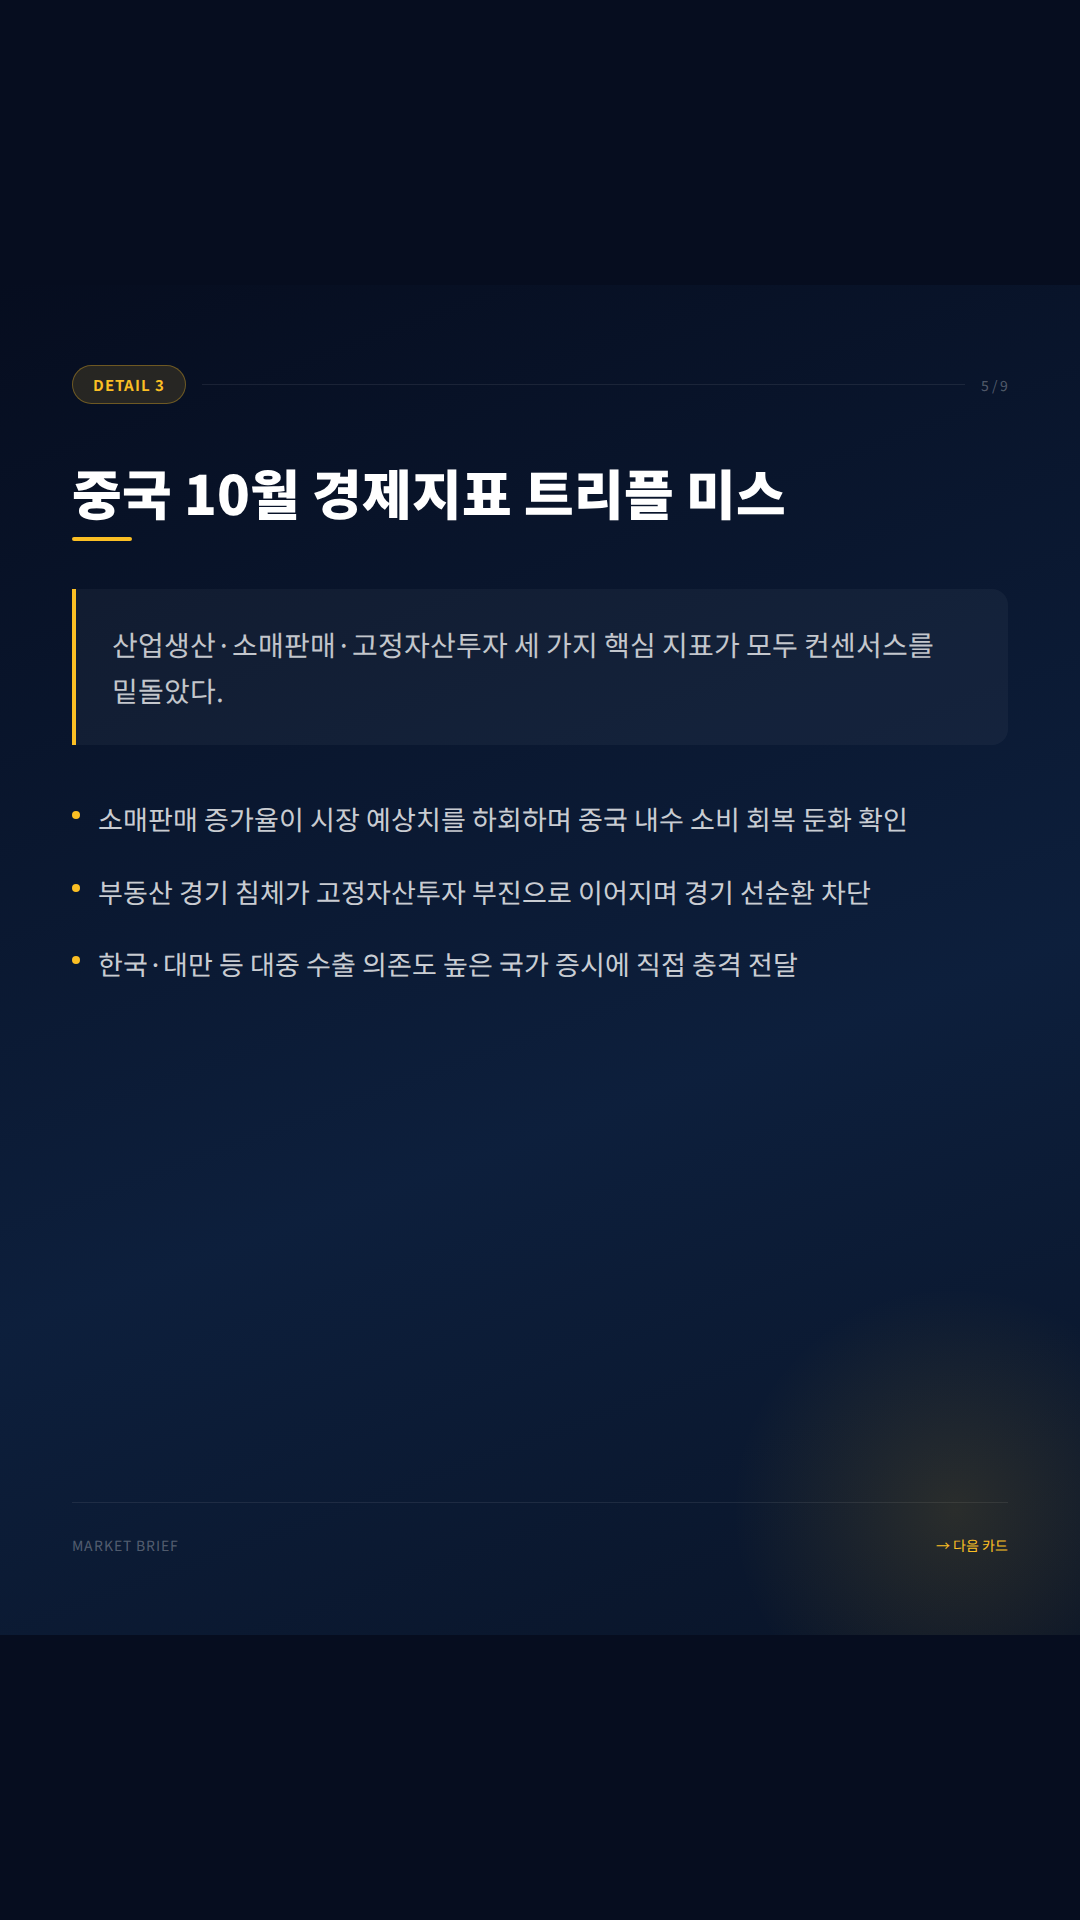 DETAIL 3
5 / 9
중국 10월 경제지표 트리플 미스
산업생산·소매판매·고정자산투자 세 가지 핵심 지표가 모두 컨센서스를
밑돌았다.
소매판매 증가율이 시장 예상치를 하회하며 중국 내수 소비 회복 둔화 확인
부동산 경기 침체가 고정자산투자 부진으로 이어지며 경기 선순환 차단
한국·대만 등 대중 수출 의존도 높은 국가 증시에 직접 충격 전달
MARKET BRIEF
→ 다음 카드